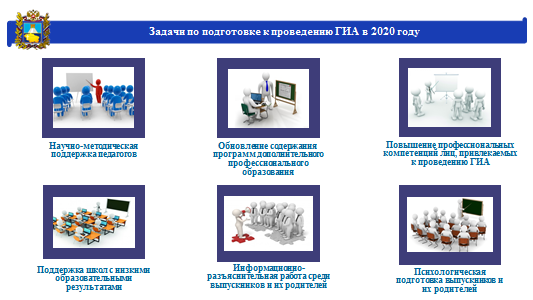 Задачи по подготовке к проведению ГИА в 2020 году
Научно-методическая
поддержка педагогов
Обновление содержания
программ дополнительного
профессионального
образования
Повышение профессиональных
компетенций лиц, привлекаемых
к проведению ГИА
Поддержка школ с низкими
образовательными
результатами
Информационно-
разъяснительная работа среди
выпускников и их родителей
Психологическая
подготовка выпускников и
их родителей